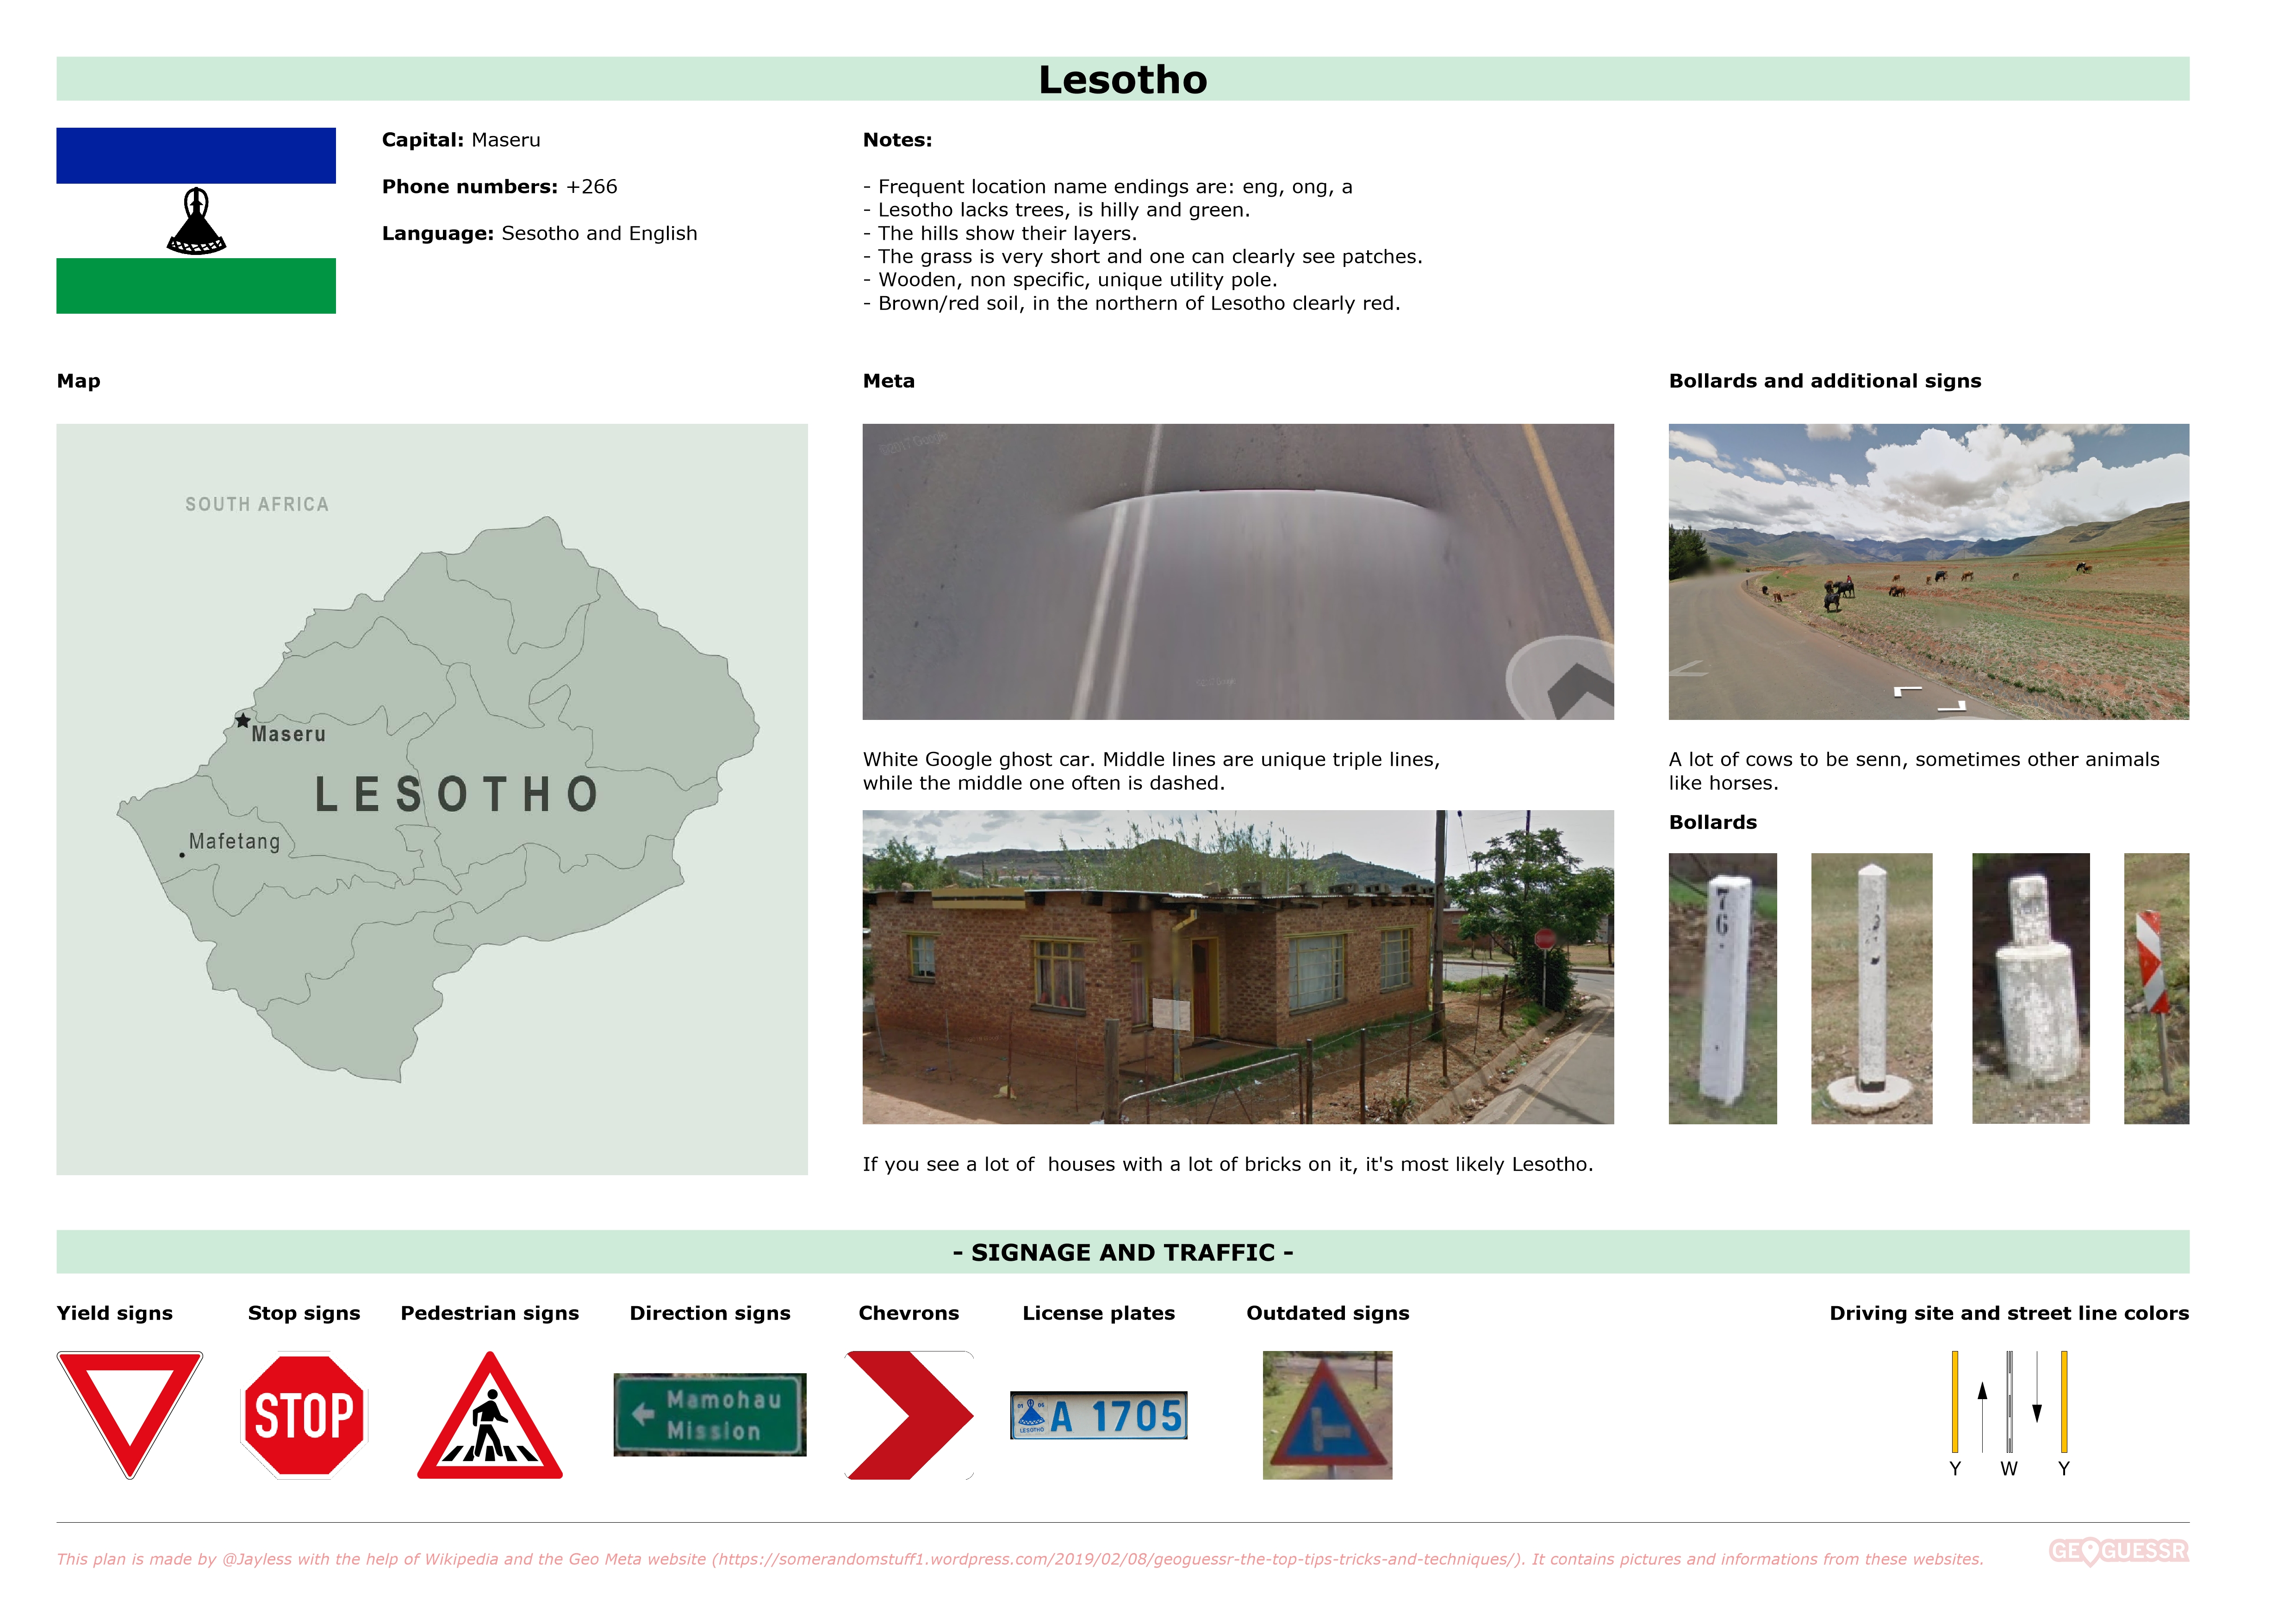 Lesotho
Capital: Maseru
Phone numbers: +266
Language: Sesotho and English
Notes:
- Frequent location name endings are: eng, ong, a
- Lesotho lacks trees, is hilly and green.
- The hills show their layers.
- The grass is very short and one can clearly see patches.
- Wooden, non specific, unique utility pole.
- Brown/red soil, in the northern of Lesotho clearly red.
Map
SOUTH AFRICA
Maseru
LESOTHO
Mafetang
Meta
©2017 Google
White Google ghost car. Middle lines are unique triple lines,
while the middle one often is dashed.
If you see a lot of  houses with a lot of bricks on it, it's most likely Lesotho.
Bollards and additional signs
A lot of cows to be senn, sometimes other animals
like horses.
Bollards
76
- SIGNAGE AND TRAFFIC -
Yield signs
Stop signs
STOP
Pedestrian signs
Direction signs
Mamohau
Mission
Chevrons
License plates
LESOTHO
A 1705
Outdated signs
Driving site and street line colors
Y W Y
This plan is made by @Jayless with the help of Wikipedia and the Geo Meta website (https://somerandomstuff1.wordpress.com/2019/02/08/geoguessr-the-top-tips-tricks-and-techniques/). It contains pictures and informations from these websites.
GEOGUESSR